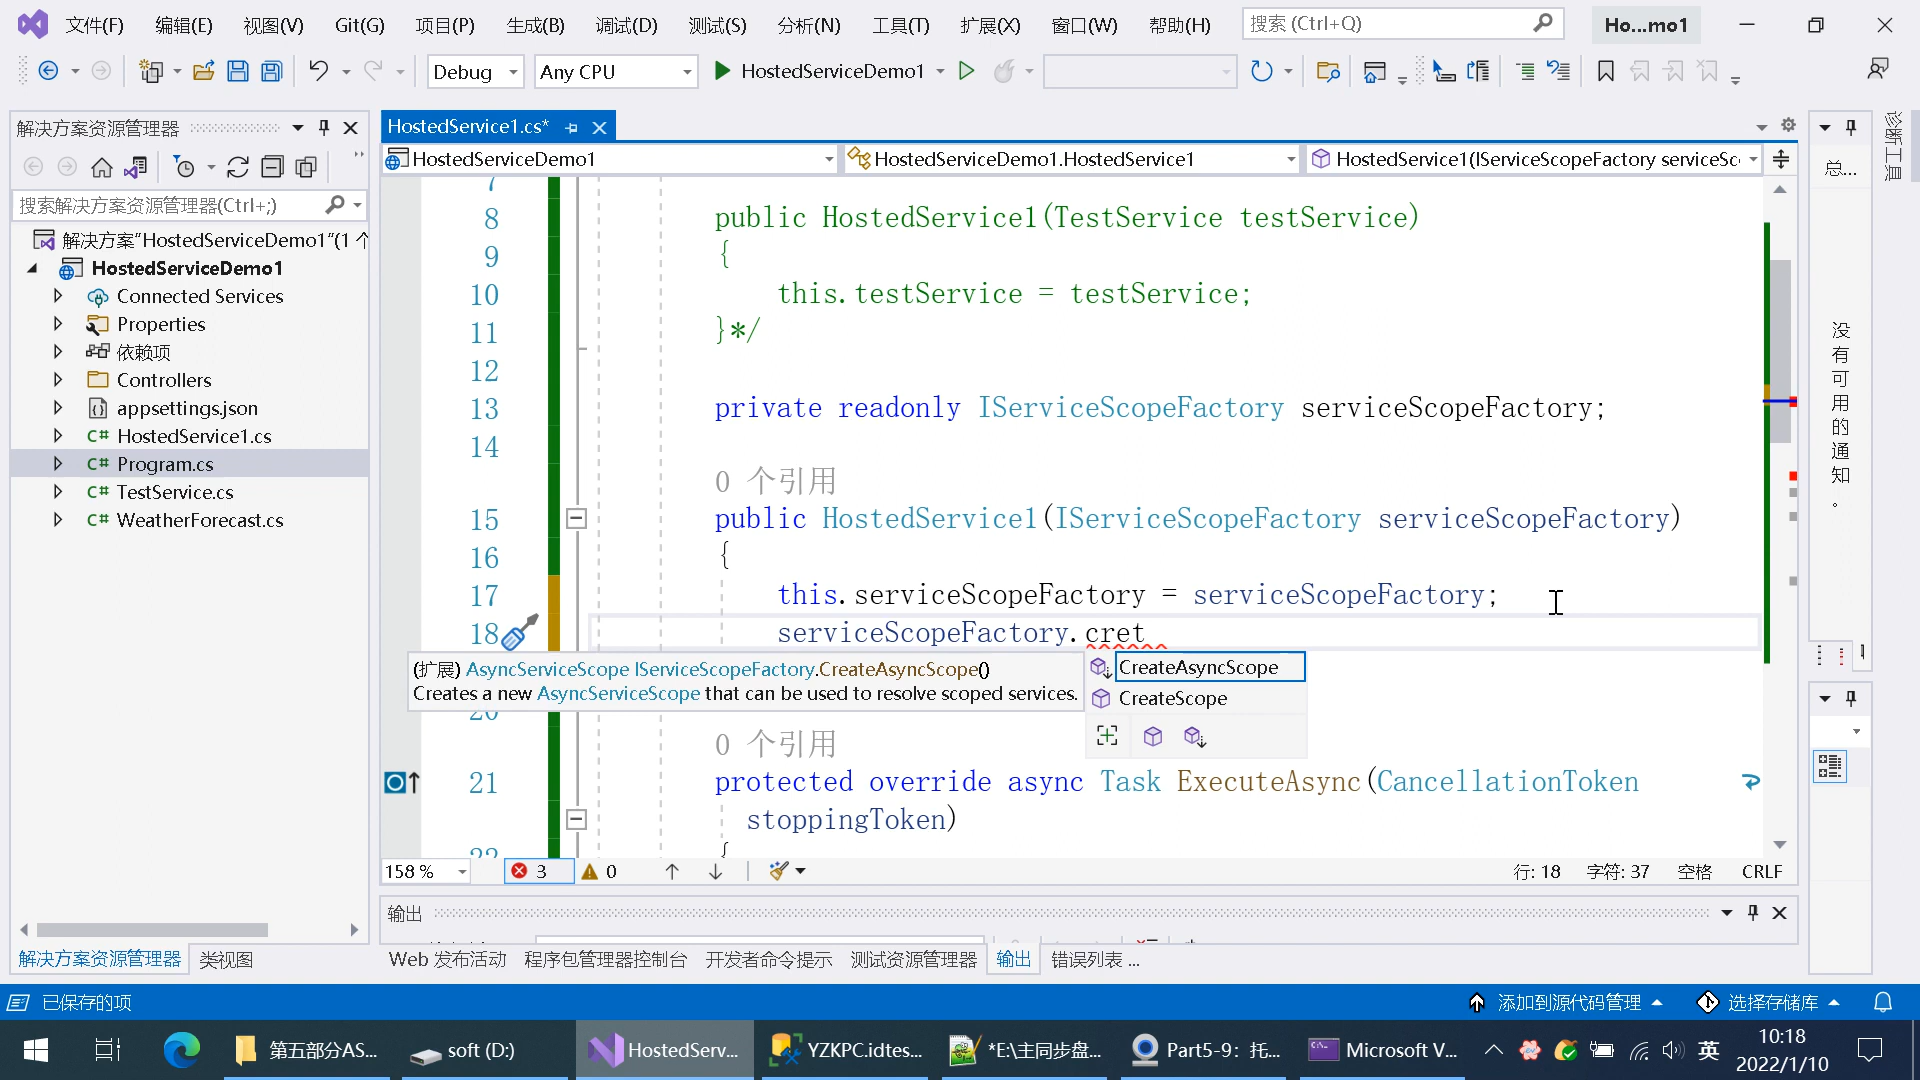 文件(F) 编辑(E) 视图(V) Git(G) 项目(P) 生成(B) 调试(D) 测试(S) 分析(N) 工具(T) 扩展(X) 窗口(W) 帮助(H) 搜索 (Ctrl+Q) Ho...mo1
Debug Any CPU HostedServiceDemo1
解决方案资源管理器
搜索解决方案资源管理器(Ctrl+;)
解决方案"HostedServiceDemo1"(1 个
HostedServiceDemo1
Connected Services
Properties
依赖项
Controllers
appsettings.json
C# HostedService1.cs
C# Program.cs
C# TestService.cs
C# WeatherForecast.cs
解决方案资源管理器 类视图
HostedService1.cs*
HostedServiceDemo1 HostedServiceDemo1.HostedService1 HostedService1(IServiceScopeFactory serviceSc
7
8 public HostedService1(TestService testService)
9 {
10 this.testService = testService;
11 }*/
12
13 private readonly IServiceScopeFactory serviceScopeFactory;
14
0 个引用
15 public HostedService1(IServiceScopeFactory serviceScopeFactory)
16 {
17 this.serviceScopeFactory = serviceScopeFactory;
18 serviceScopeFactory.cret
(扩展) AsyncServiceScope IServiceScopeFactory.CreateAsyncScope()
Creates a new AsyncServiceScope that can be used to resolve scoped services.
CreateAsyncScope
CreateScope
20
0 个引用
21 protected override async Task ExecuteAsync(CancellationToken
stoppingToken)
22 {
158 % 3 0 行: 18 字符: 37 空格 CRLF
输出
Web 发布活动 程序包管理器控制台 开发者命令提示 测试资源管理器 输出 错误列表 ...
诊断工具
总...
没有可用的通知。
已保存的项 添加到源代码管理 选择存储库
第五部分AS... soft (D:) HostedServ... YZKPC.idtes... *E:\主同步盘... Part5-9：托... Microsoft V... 英 10:18
2022/1/10